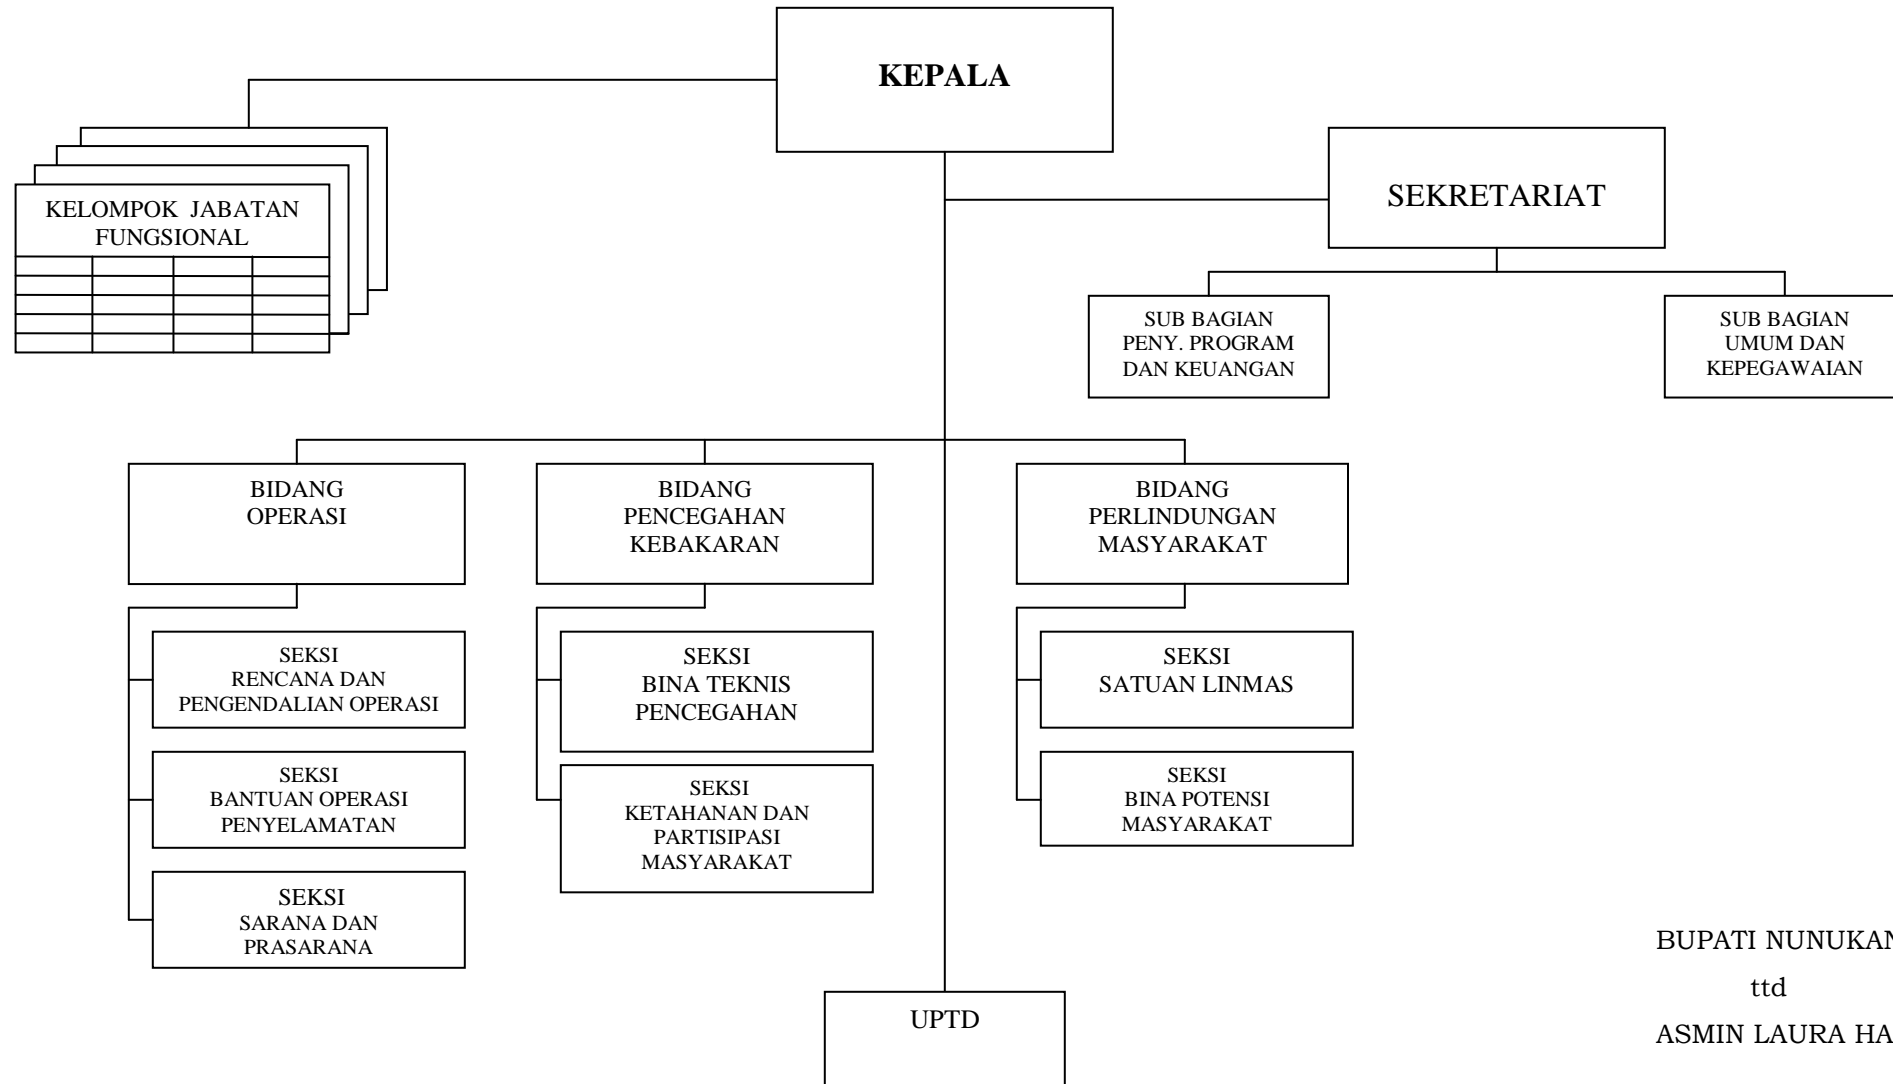 KEPALA
KELOMPOK JABATAN
FUNGSIONAL
SEKRETARIAT
SUB BAGIAN
PENY. PROGRAM
DAN KEUANGAN
SUB BAGIAN
UMUM DAN
KEPEGAWAIAN
BIDANG
OPERASI
BIDANG
PENCEGAHAN
KEBAKARAN
BIDANG
PERLINDUNGAN
MASYARAKAT
SEKSI
RENCANA DAN
PENGENDALIAN OPERASI
SEKSI
BANTUAN OPERASI
PENYELAMATAN
SEKSI
SARANA DAN
PRASARANA
SEKSI
BINA TEKNIS
PENCEGAHAN
SEKSI
KETAHANAN DAN
PARTISIPASI
MASYARAKAT
SEKSI
SATUAN LINMAS
SEKSI
BINA POTENSI
MASYARAKAT
UPTD
BUPATI NUNUKAN
ttd
ASMIN LAURA HA